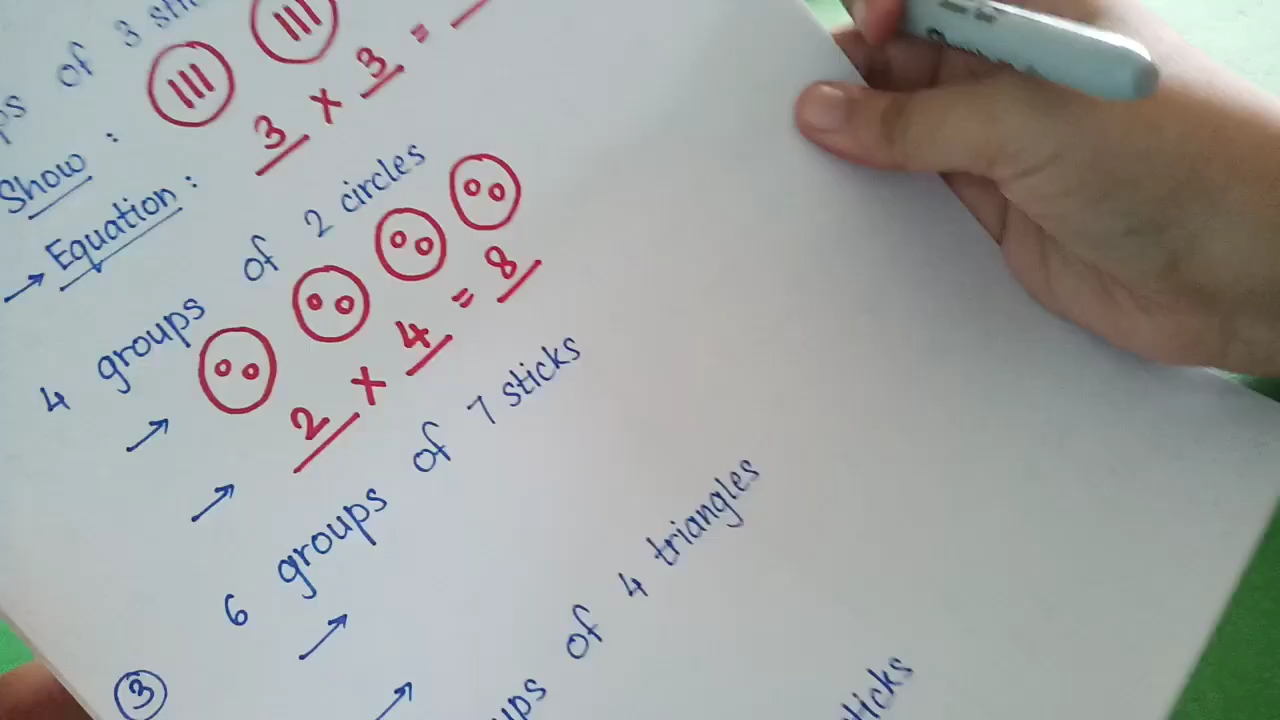 of 3
Show :
→ Equation : 3 × 3 =
4 groups of 2 circles
→
→ 2 × 4 = 8
6 groups of 7 sticks
→
③
→
of 4 triangles